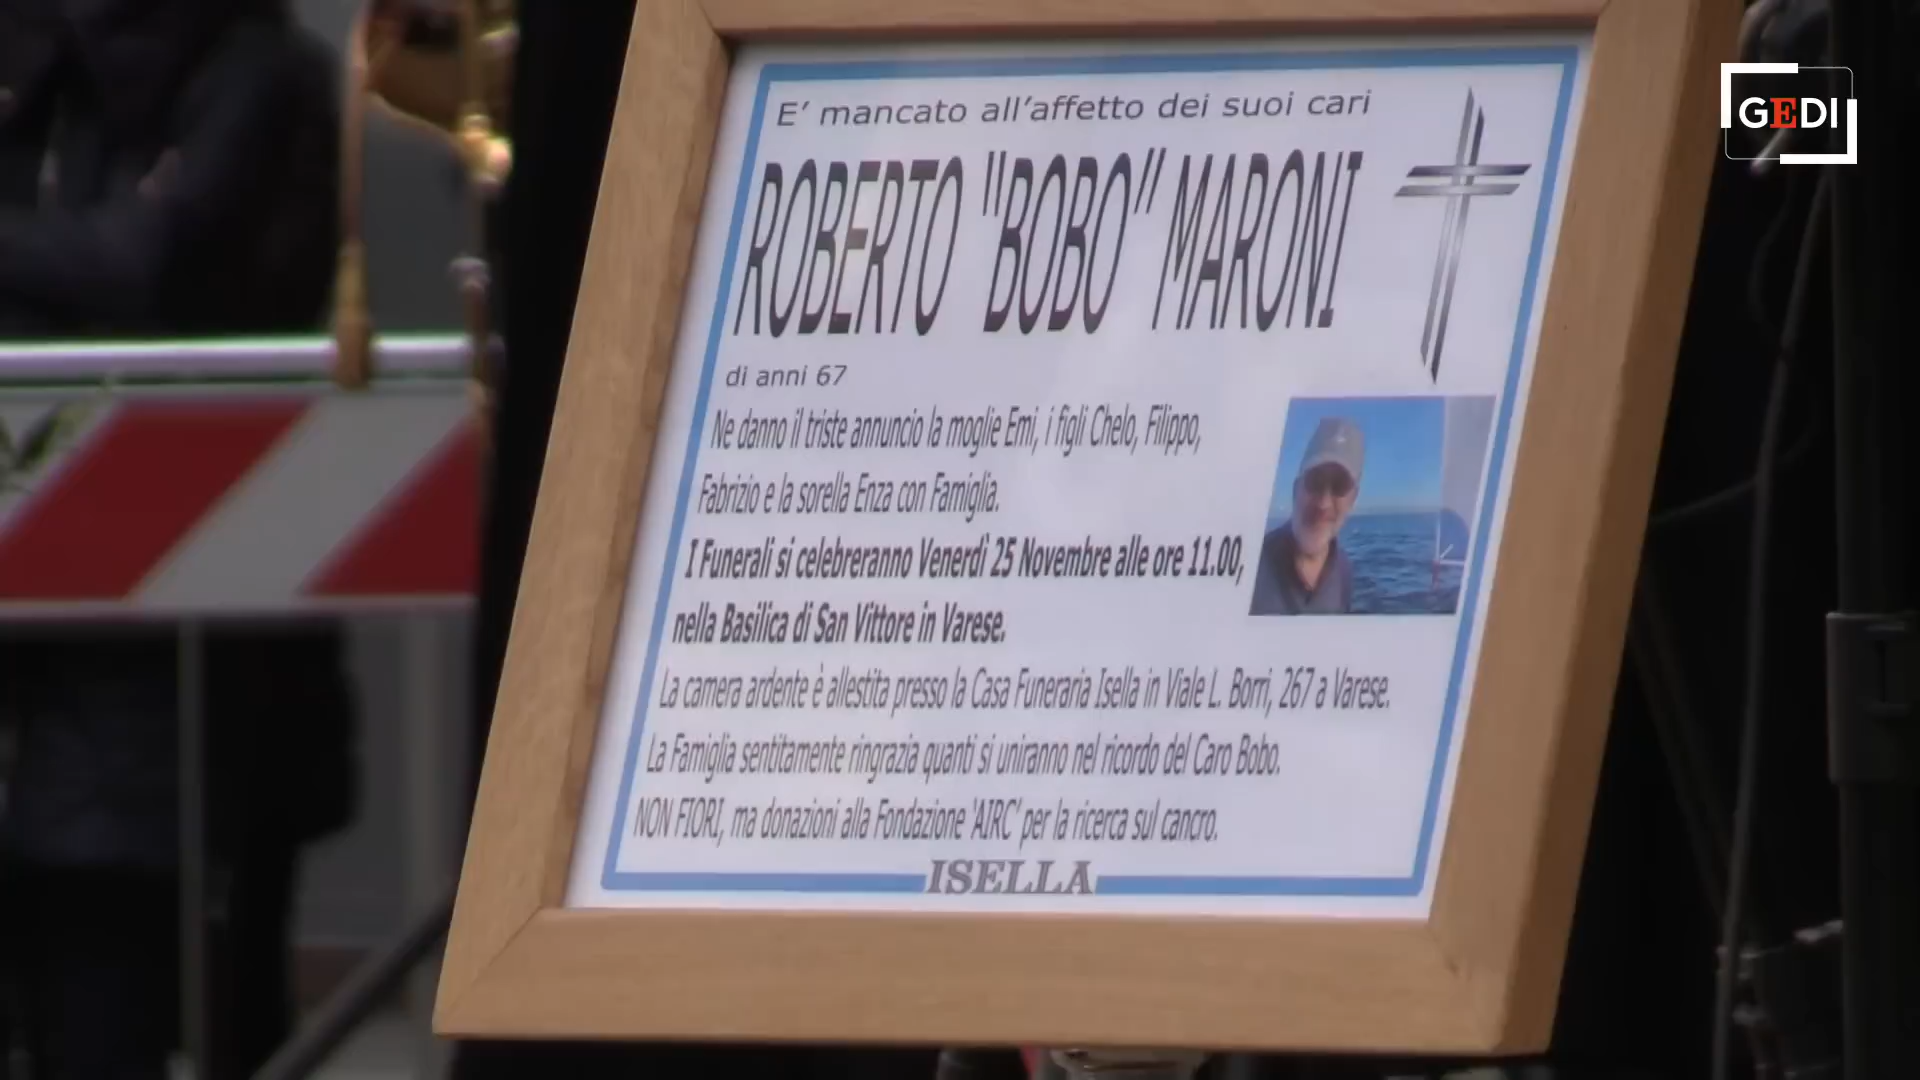 GEDI
E' mancato all'affetto dei suoi cari
ROBERTO "BOBO" MARONI
di anni 67
Ne danno il triste annuncio la moglie Emi, i figli Chelo, Filippo,
Fabrizio e la sorella Enza con Famiglia.
I Funerali si celebreranno Venerdì 25 Novembre alle ore 11.00,
nella Basilica di San Vittore in Varese.
La camera ardente è allestita presso la Casa Funeraria Isella in Viale L. Borri, 267 a Varese.
La Famiglia sentitamente ringrazia quanti si uniranno nel ricordo del Caro Bobo.
NON FIORI, ma donazioni alla Fondazione 'AIRC' per la ricerca sul cancro.
ISELLA